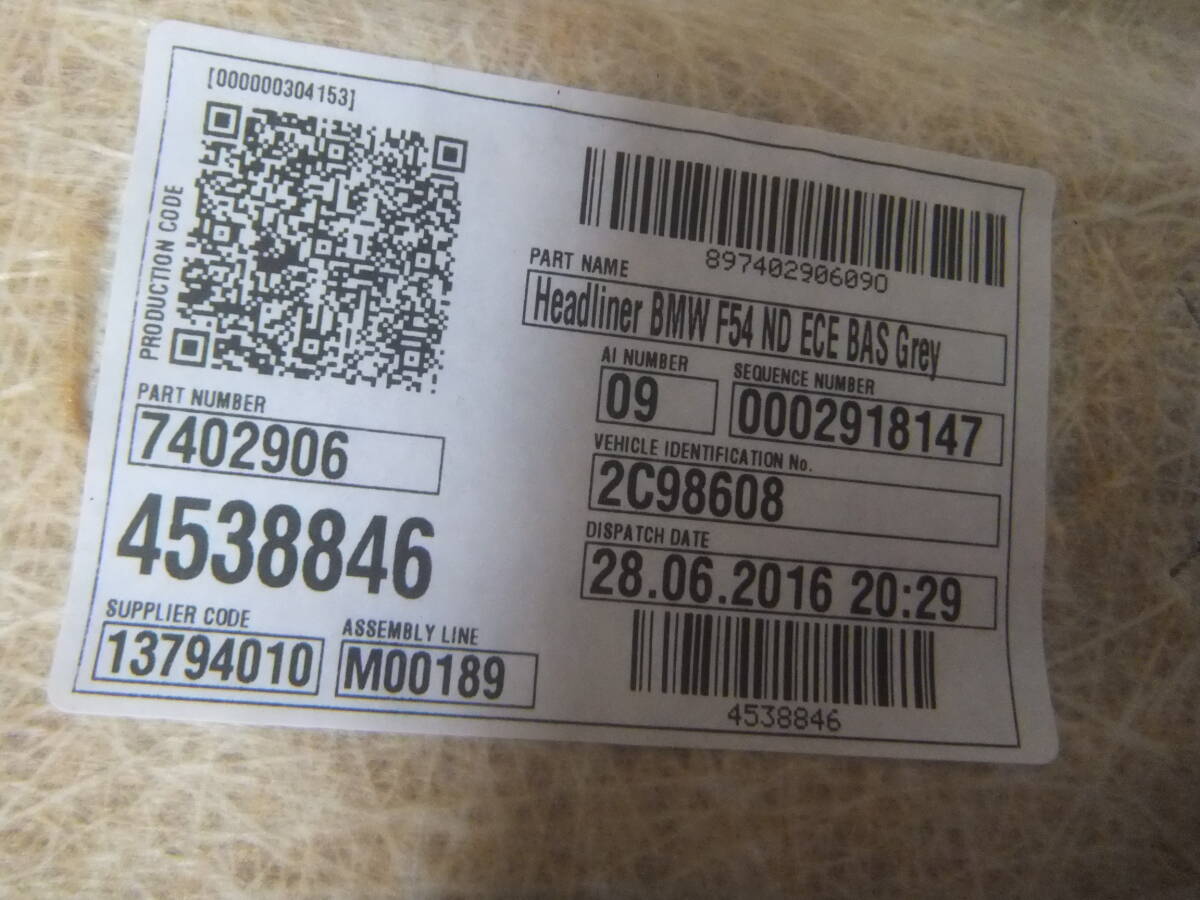 [000000304153]
PRODUCTION CODE
PART NUMBER
7402906
4538846
SUPPLIER CODE
13794010
ASSEMBLY LINE
M00189
897402906090
PART NAME
Headliner BMW F54 ND ECE BAS Grey
AI NUMBER
09
SEQUENCE NUMBER
0002918147
VEHICLE IDENTIFICATION No.
2C98608
DISPATCH DATE
28.06.2016 20:29
4538846